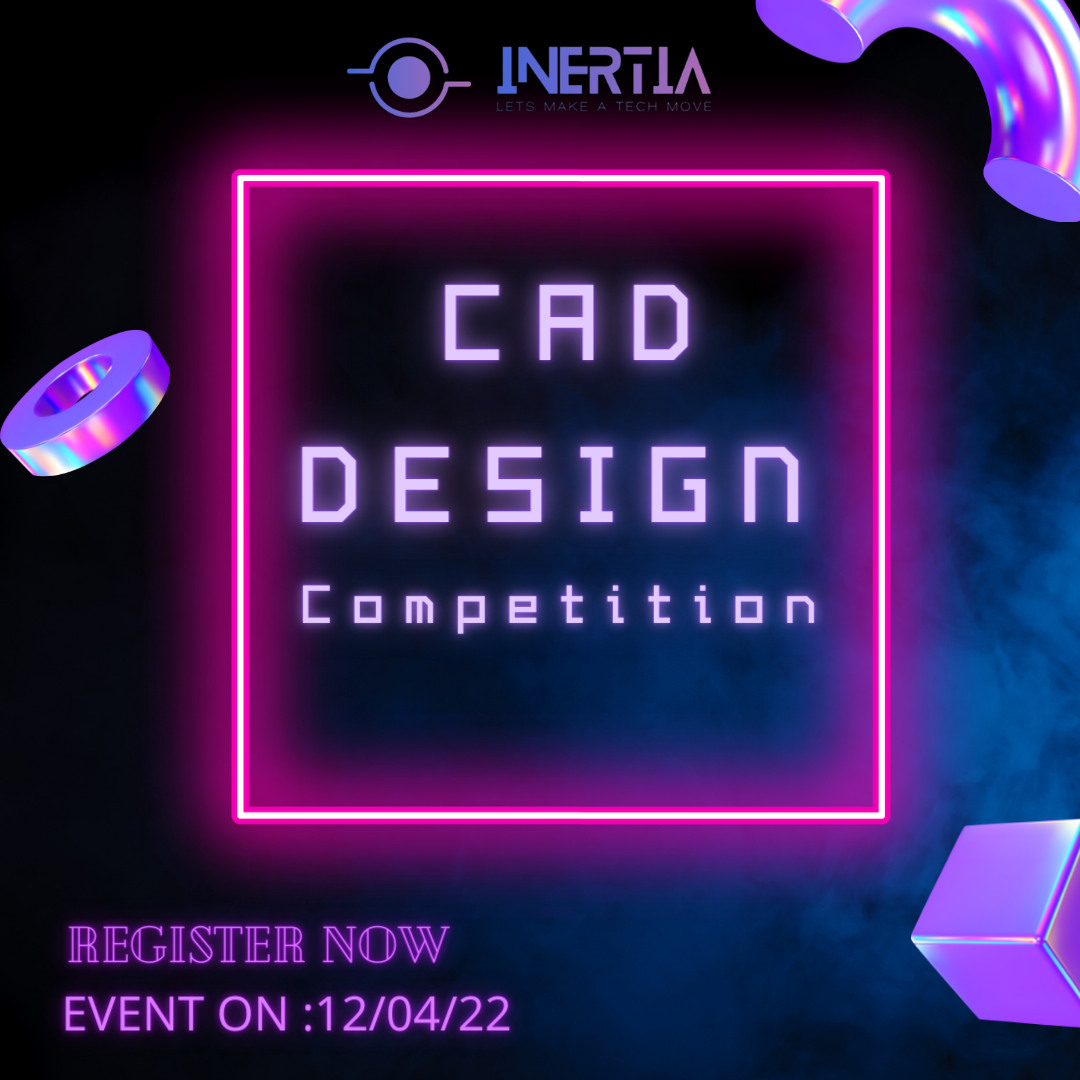 INERTIA
LETS MAKE A TECH MOVE
CAD
DESIGN
Competition
REGISTER NOW
EVENT ON :12/04/22